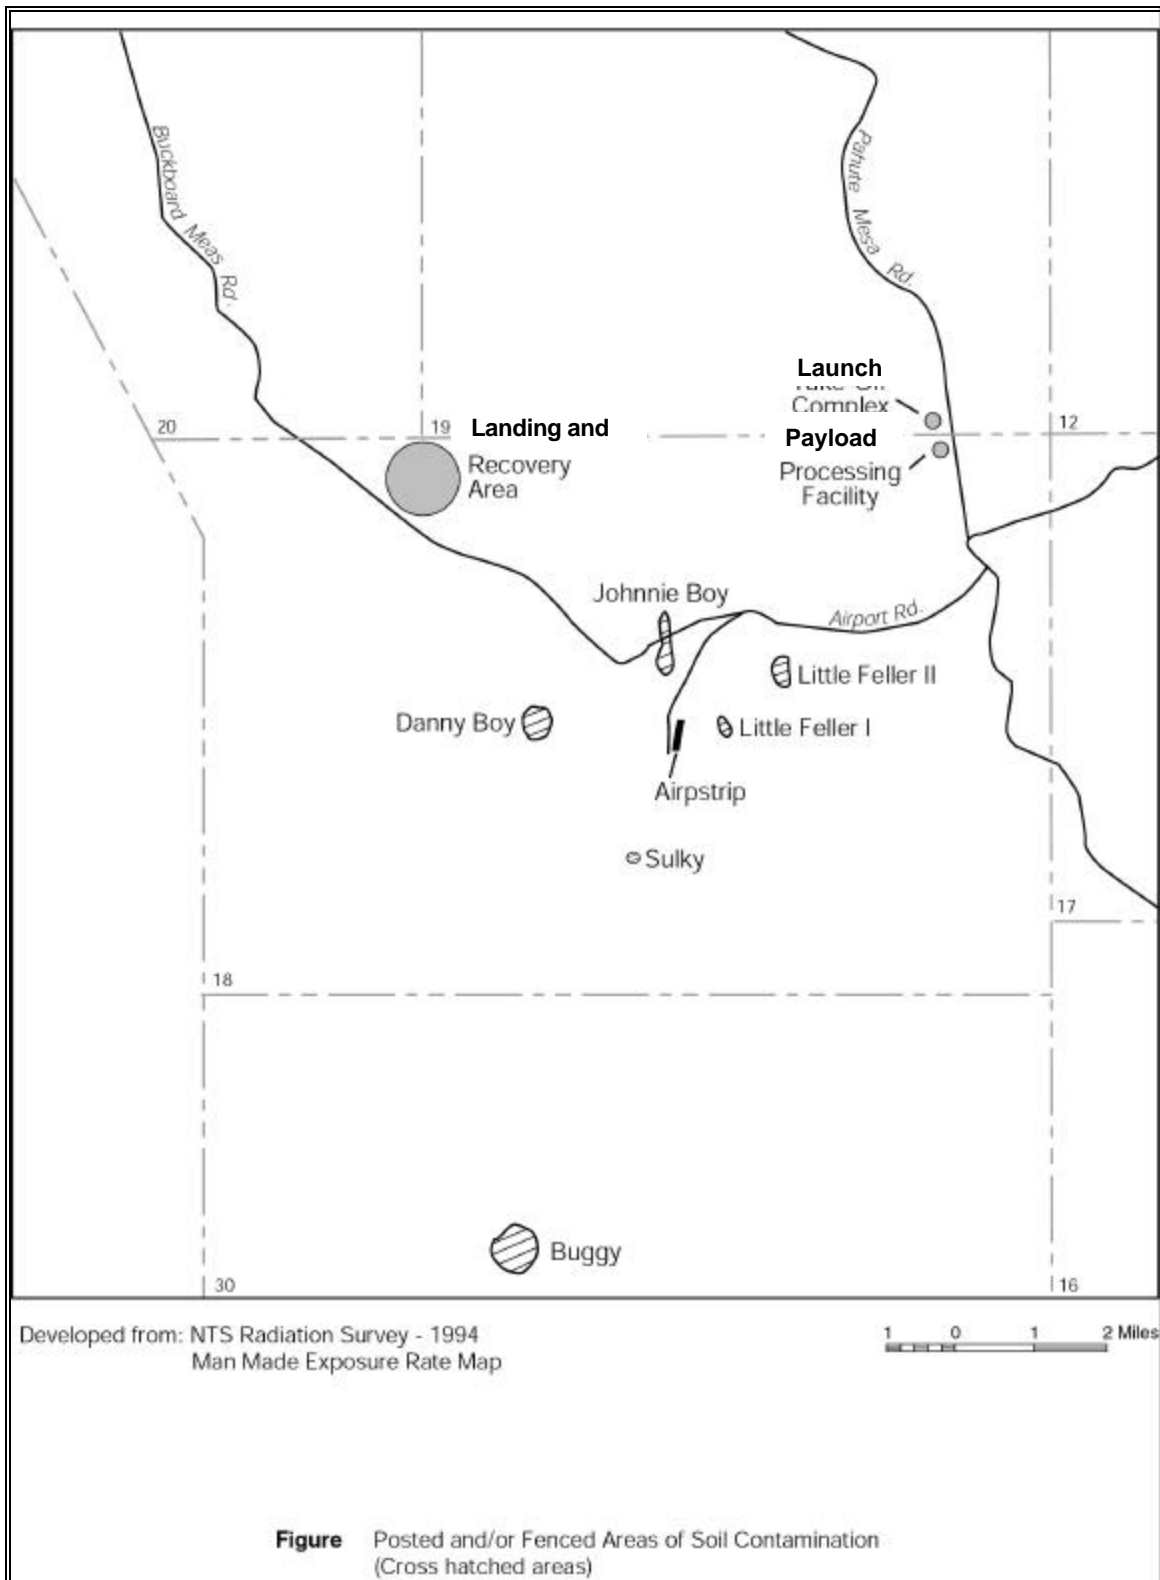 Buckboard Meas Rd.
Pahute Mesa Rd.
Launch
Take-Off
Complex
20
19
Landing and
Payload
12
Recovery
Area
Processing
Facility
Johnnie Boy
Airport Rd.
Little Feller II
Danny Boy
Little Feller I
Airpstrip
Sulky
17
18
Buggy
30
16
Developed from: NTS Radiation Survey - 1994
Man Made Exposure Rate Map
1 0 1 2 Miles
Figure Posted and/or Fenced Areas of Soil Contamination
(Cross hatched areas)